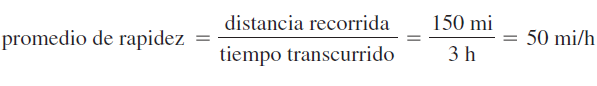 promedio de rapidez = distancia recorrida / tiempo transcurrido = 150 mi / 3 h = 50 mi/h